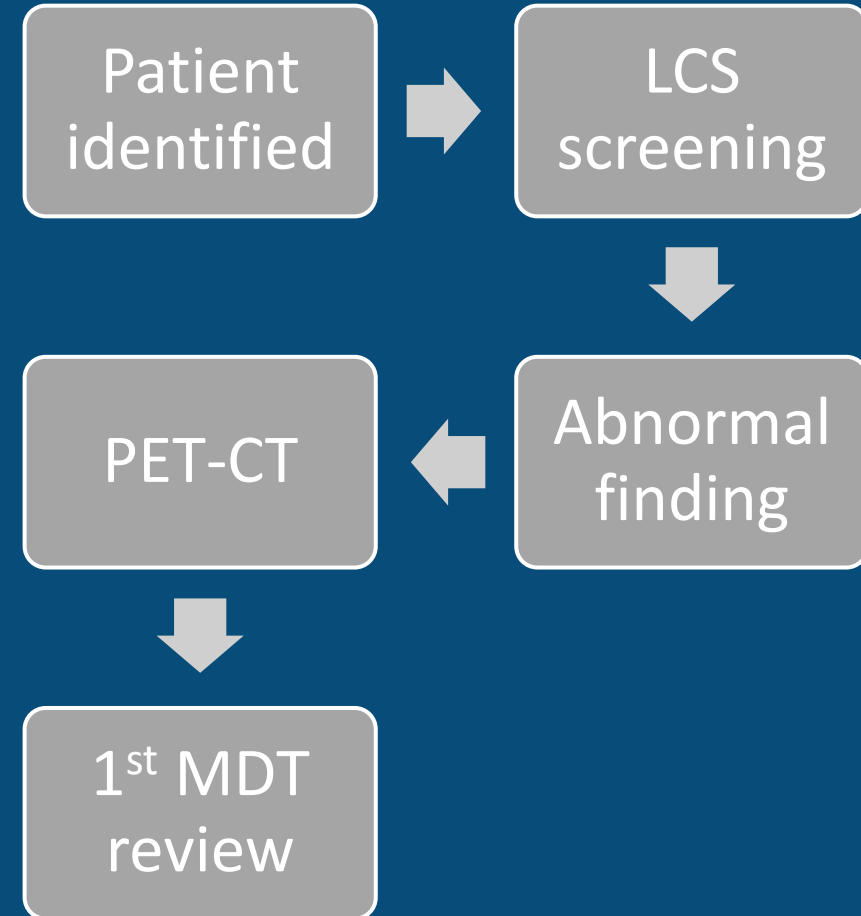 Patient
identified
LCS
screening
Abnormal
finding
PET-CT
1st MDT
review